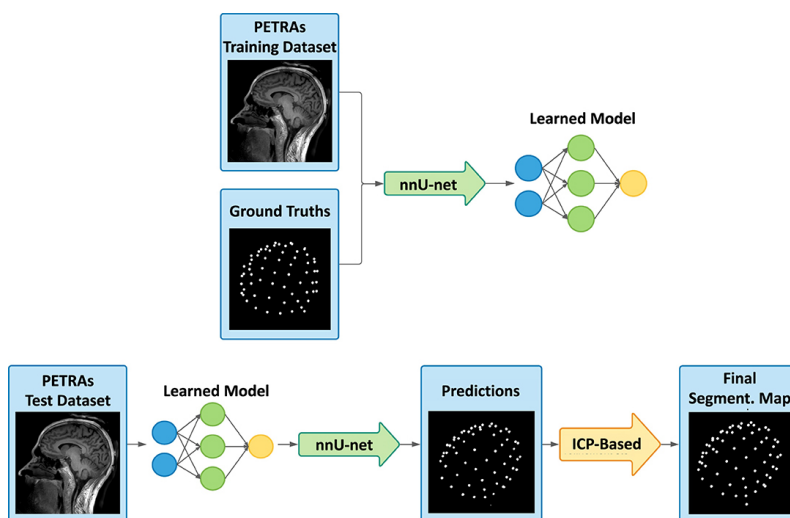 PETRAs
Training Dataset
Learned Model
nnU-net
Ground Truths
PETRAs
Test Dataset
Learned Model
nnU-net
Predictions
ICP-Based
Final
Segment. Map